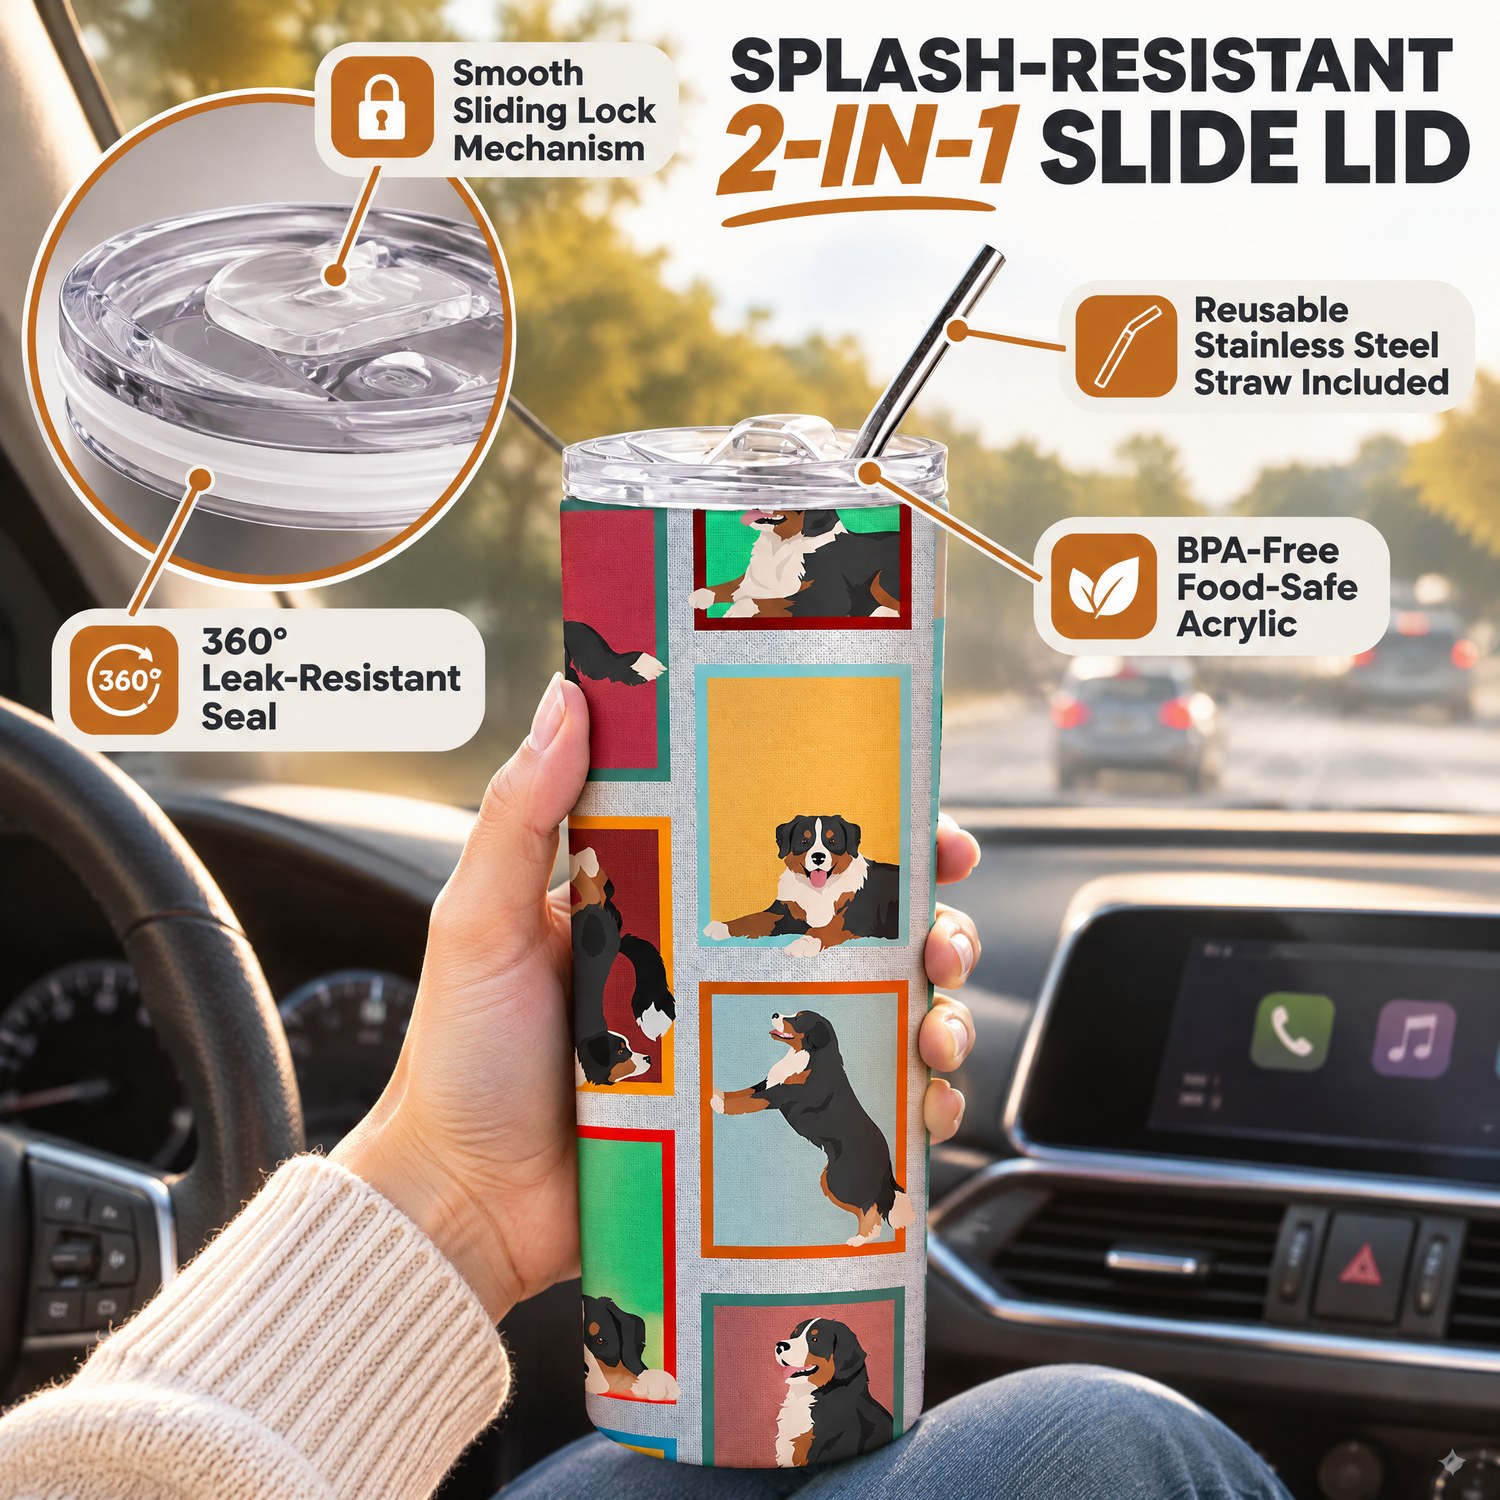 SPLASH-RESISTANT
2-IN-1 SLIDE LID
Smooth
Sliding Lock
Mechanism
Reusable
Stainless Steel
Straw Included
BPA-Free
Food-Safe
Acrylic
360°
360°
Leak-Resistant
Seal